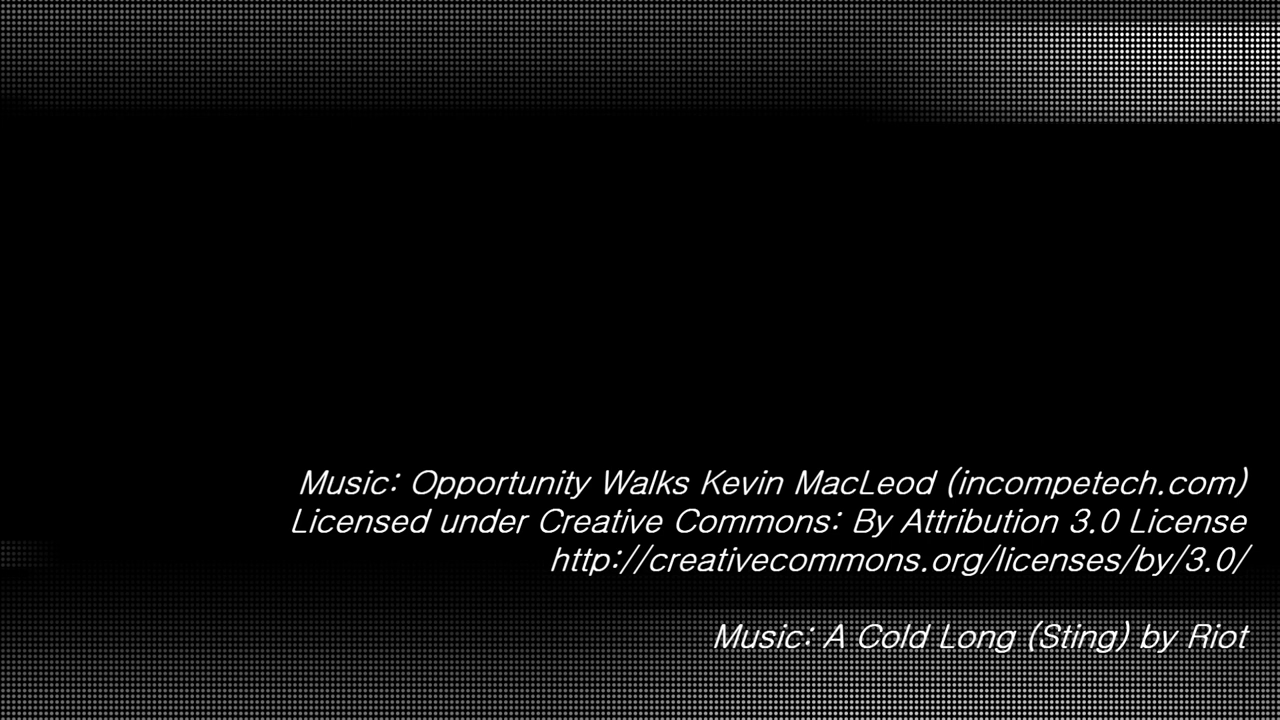 Music: Opportunity Walks Kevin MacLeod (incompetech.com)
Licensed under Creative Commons: By Attribution 3.0 License
http://creativecommons.org/licenses/by/3.0/
Music: A Cold Long (Sting) by Riot